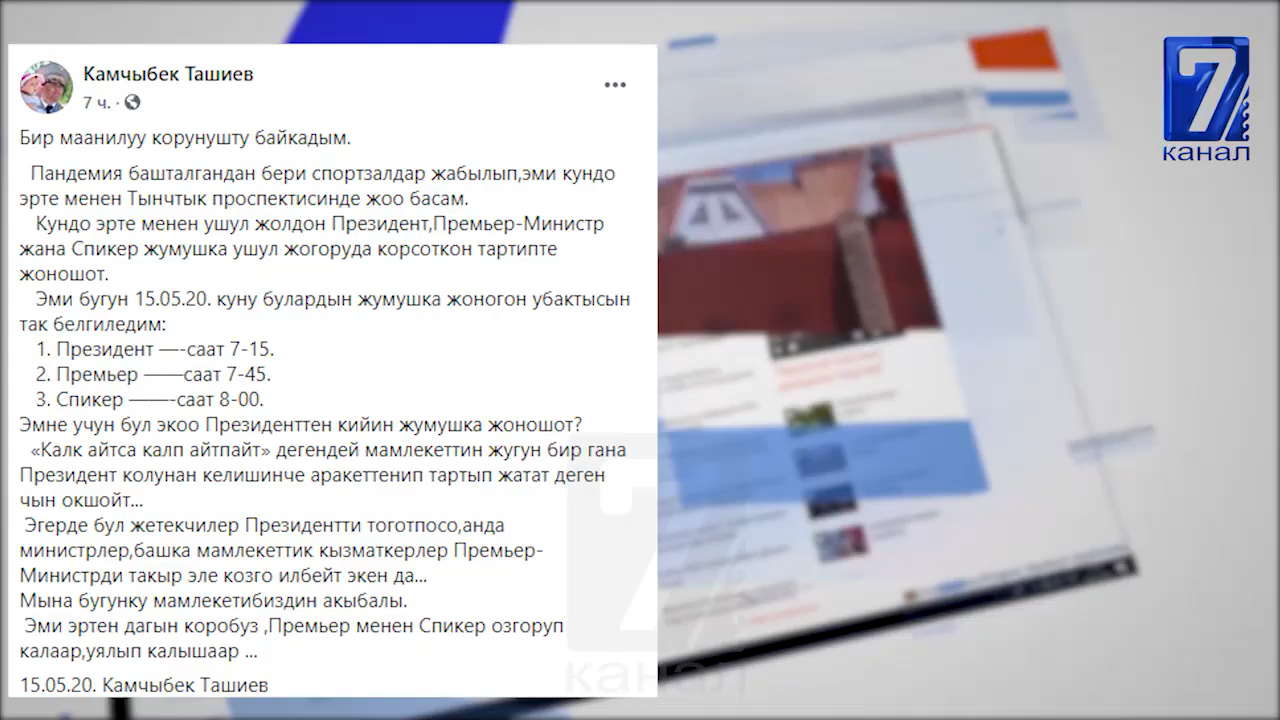 Камчыбек Ташиев
7 ч. ·
Бир маанилуу корунушту байкадым.
Пандемия башталгандан бери спортзалдар жабылып,эми кундо
эрте менен Тынчтык проспектисинде жоо басам.
Кундо эрте менен ушул жолдон Президент,Премьер-Министр
жана Спикер жумушка ушул жогоруда корсоткон тартипте
жоношот.
Эми бугун 15.05.20. куну булардын жумушка жоногон убактысын
так белгиледим:
1. Президент —-саат 7-15.
2. Премьер ——саат 7-45.
3. Спикер ——-саат 8-00.
Эмне учун бул экоо Президенттен кийин жумушка жоношот?
«Калк айтса калп айтпайт» дегендей мамлекеттин жугун бир гана
Президент колунан келишинче аракеттенип тартып жатат деген
чын окшойт...
Эгерде бул жетекчилер Президентти тоготпосо,анда
министрлер,башка мамлекеттик кызматкерлер Премьер-
Министрди такыр эле козго илбейт экен да...
Мына бугунку мамлекетибиздин акыбалы.
Эми эртен дагын коробуз ,Премьер менен Спикер озгоруп
калаар,уялып калышаар ...
15.05.20. Камчыбек Ташиев
7
канал
7
канал